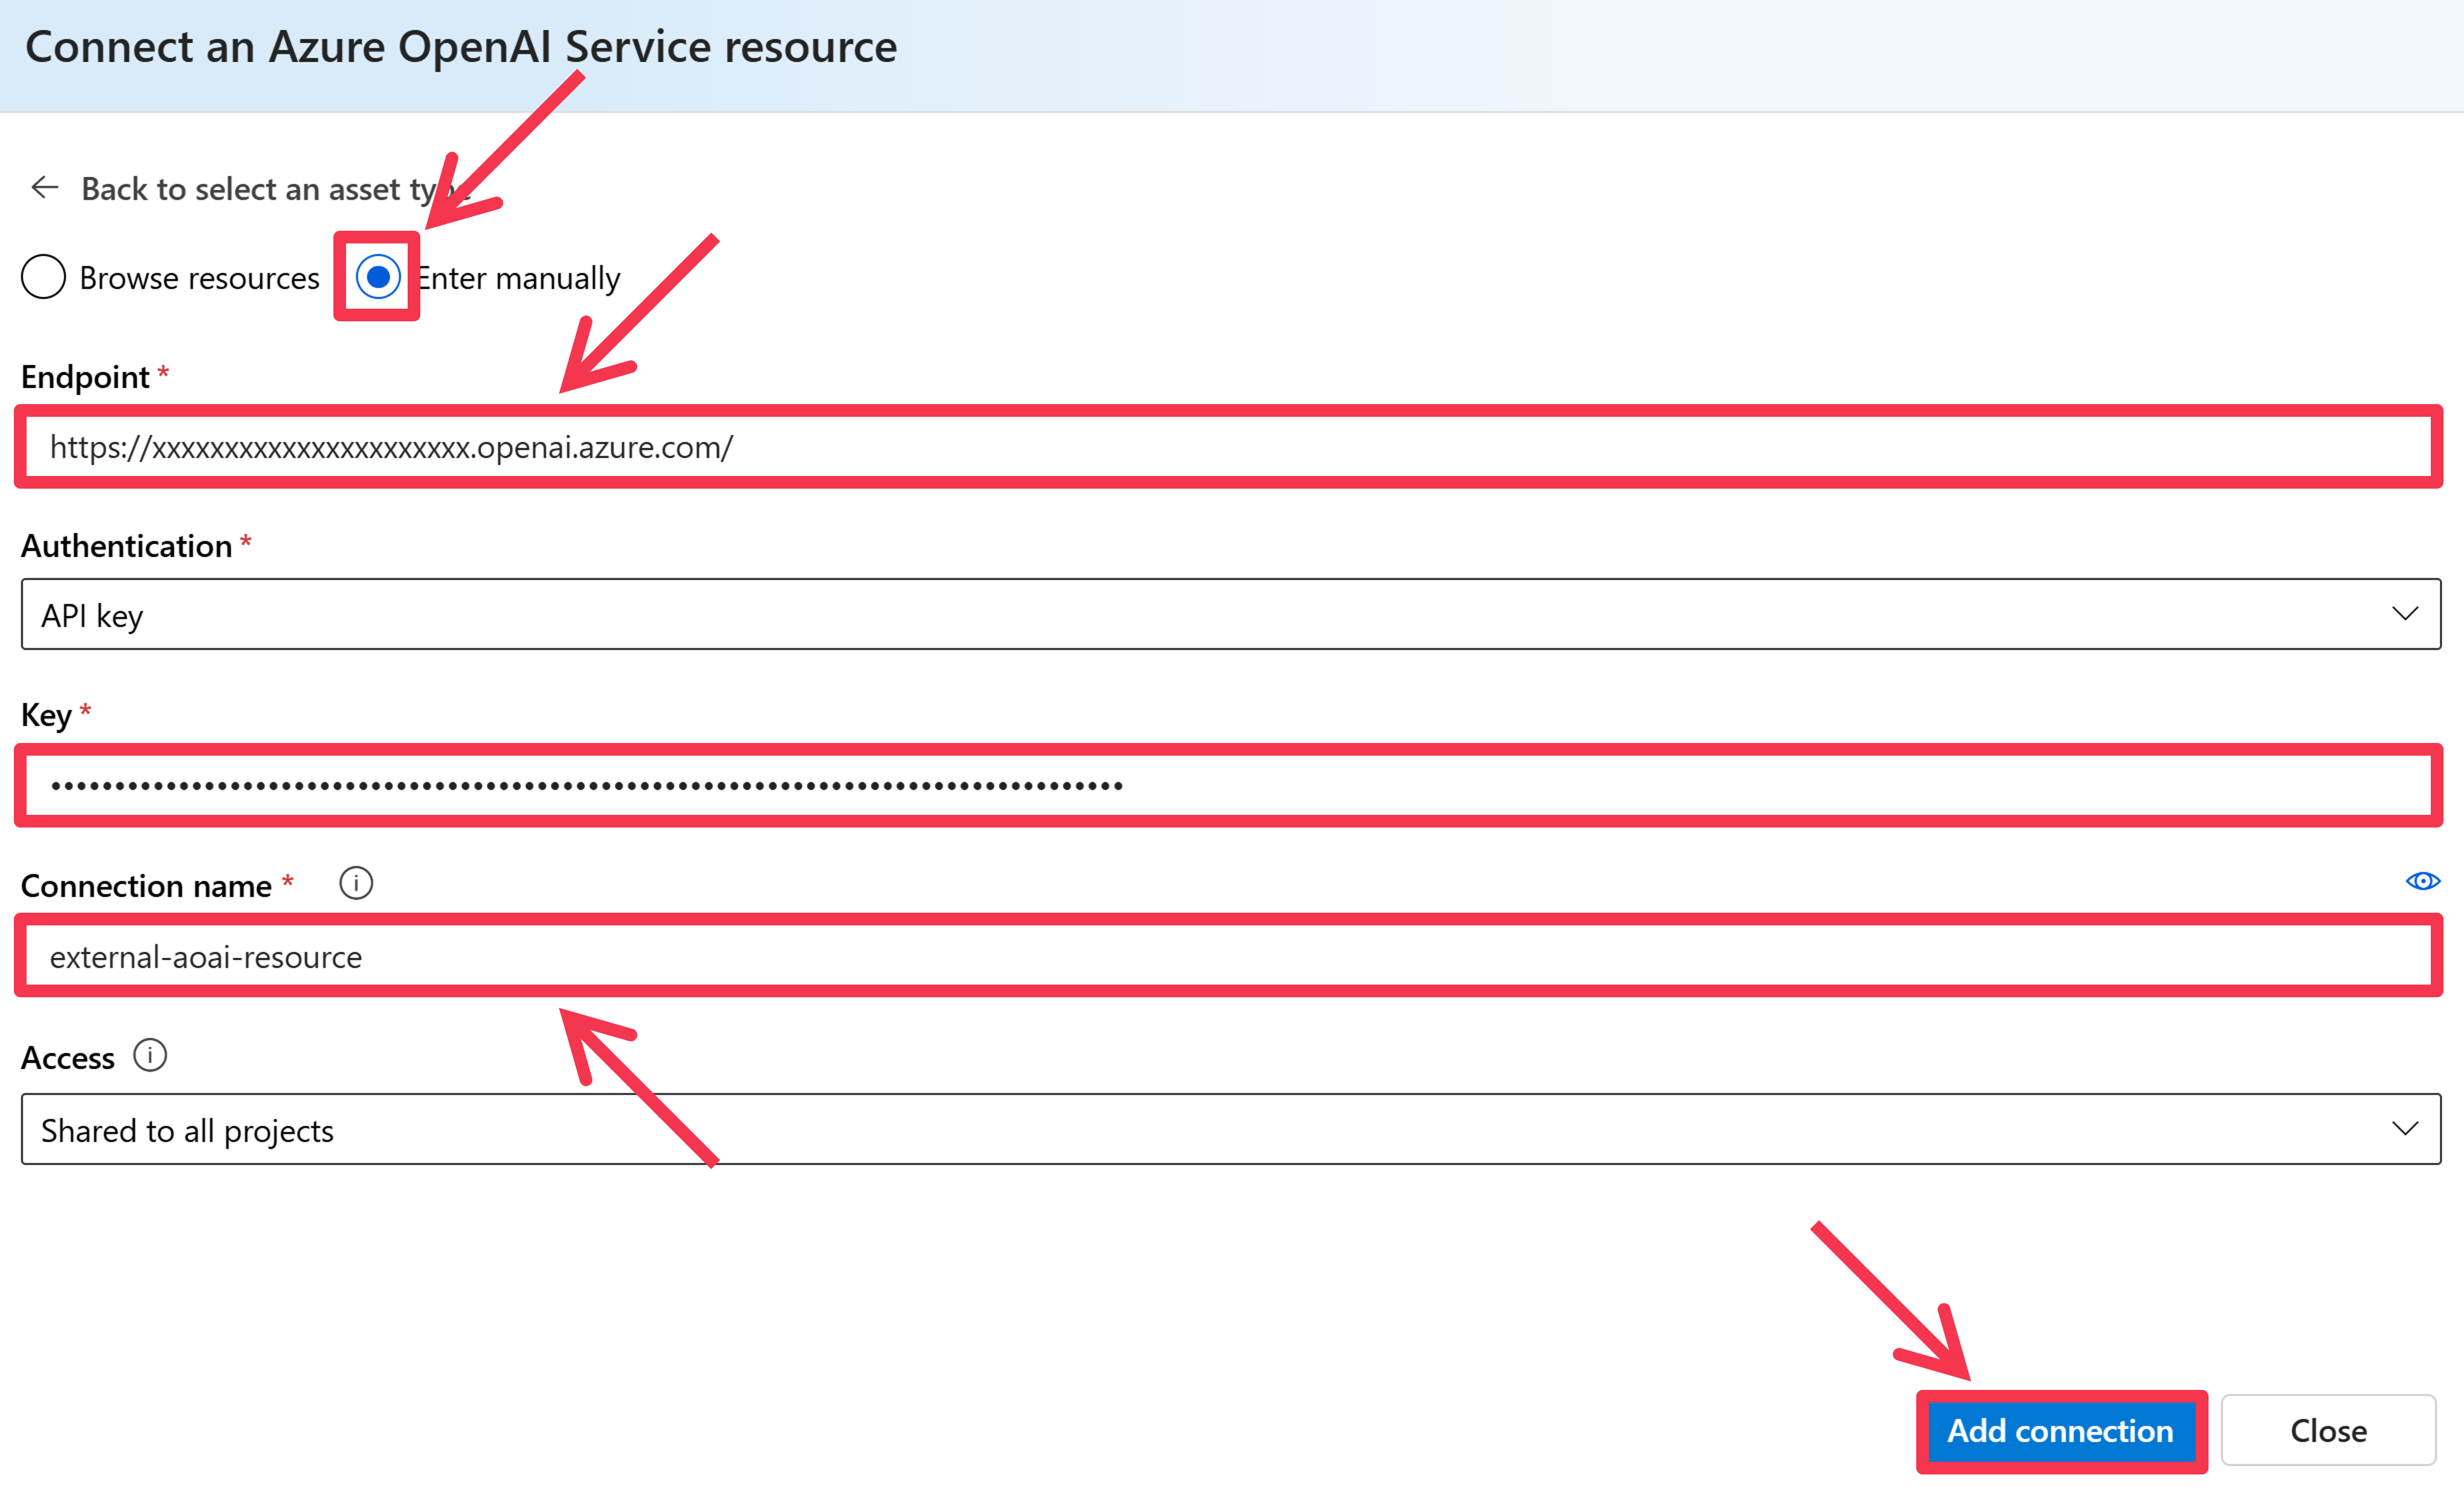 Connect an Azure OpenAI Service resource
Back to select an asset type
Browse resources Enter manually
Endpoint *
https://xxxxxxxxxxxxxxxxxxxxxx.openai.azure.com/
Authentication *
API key
Key *
••••••••••••••••••••••••••••••••••••••••••••••••••••••••••••••••••••••••••••••••••••
Connection name *
external-aoai-resource
Access
Shared to all projects
Add connection Close